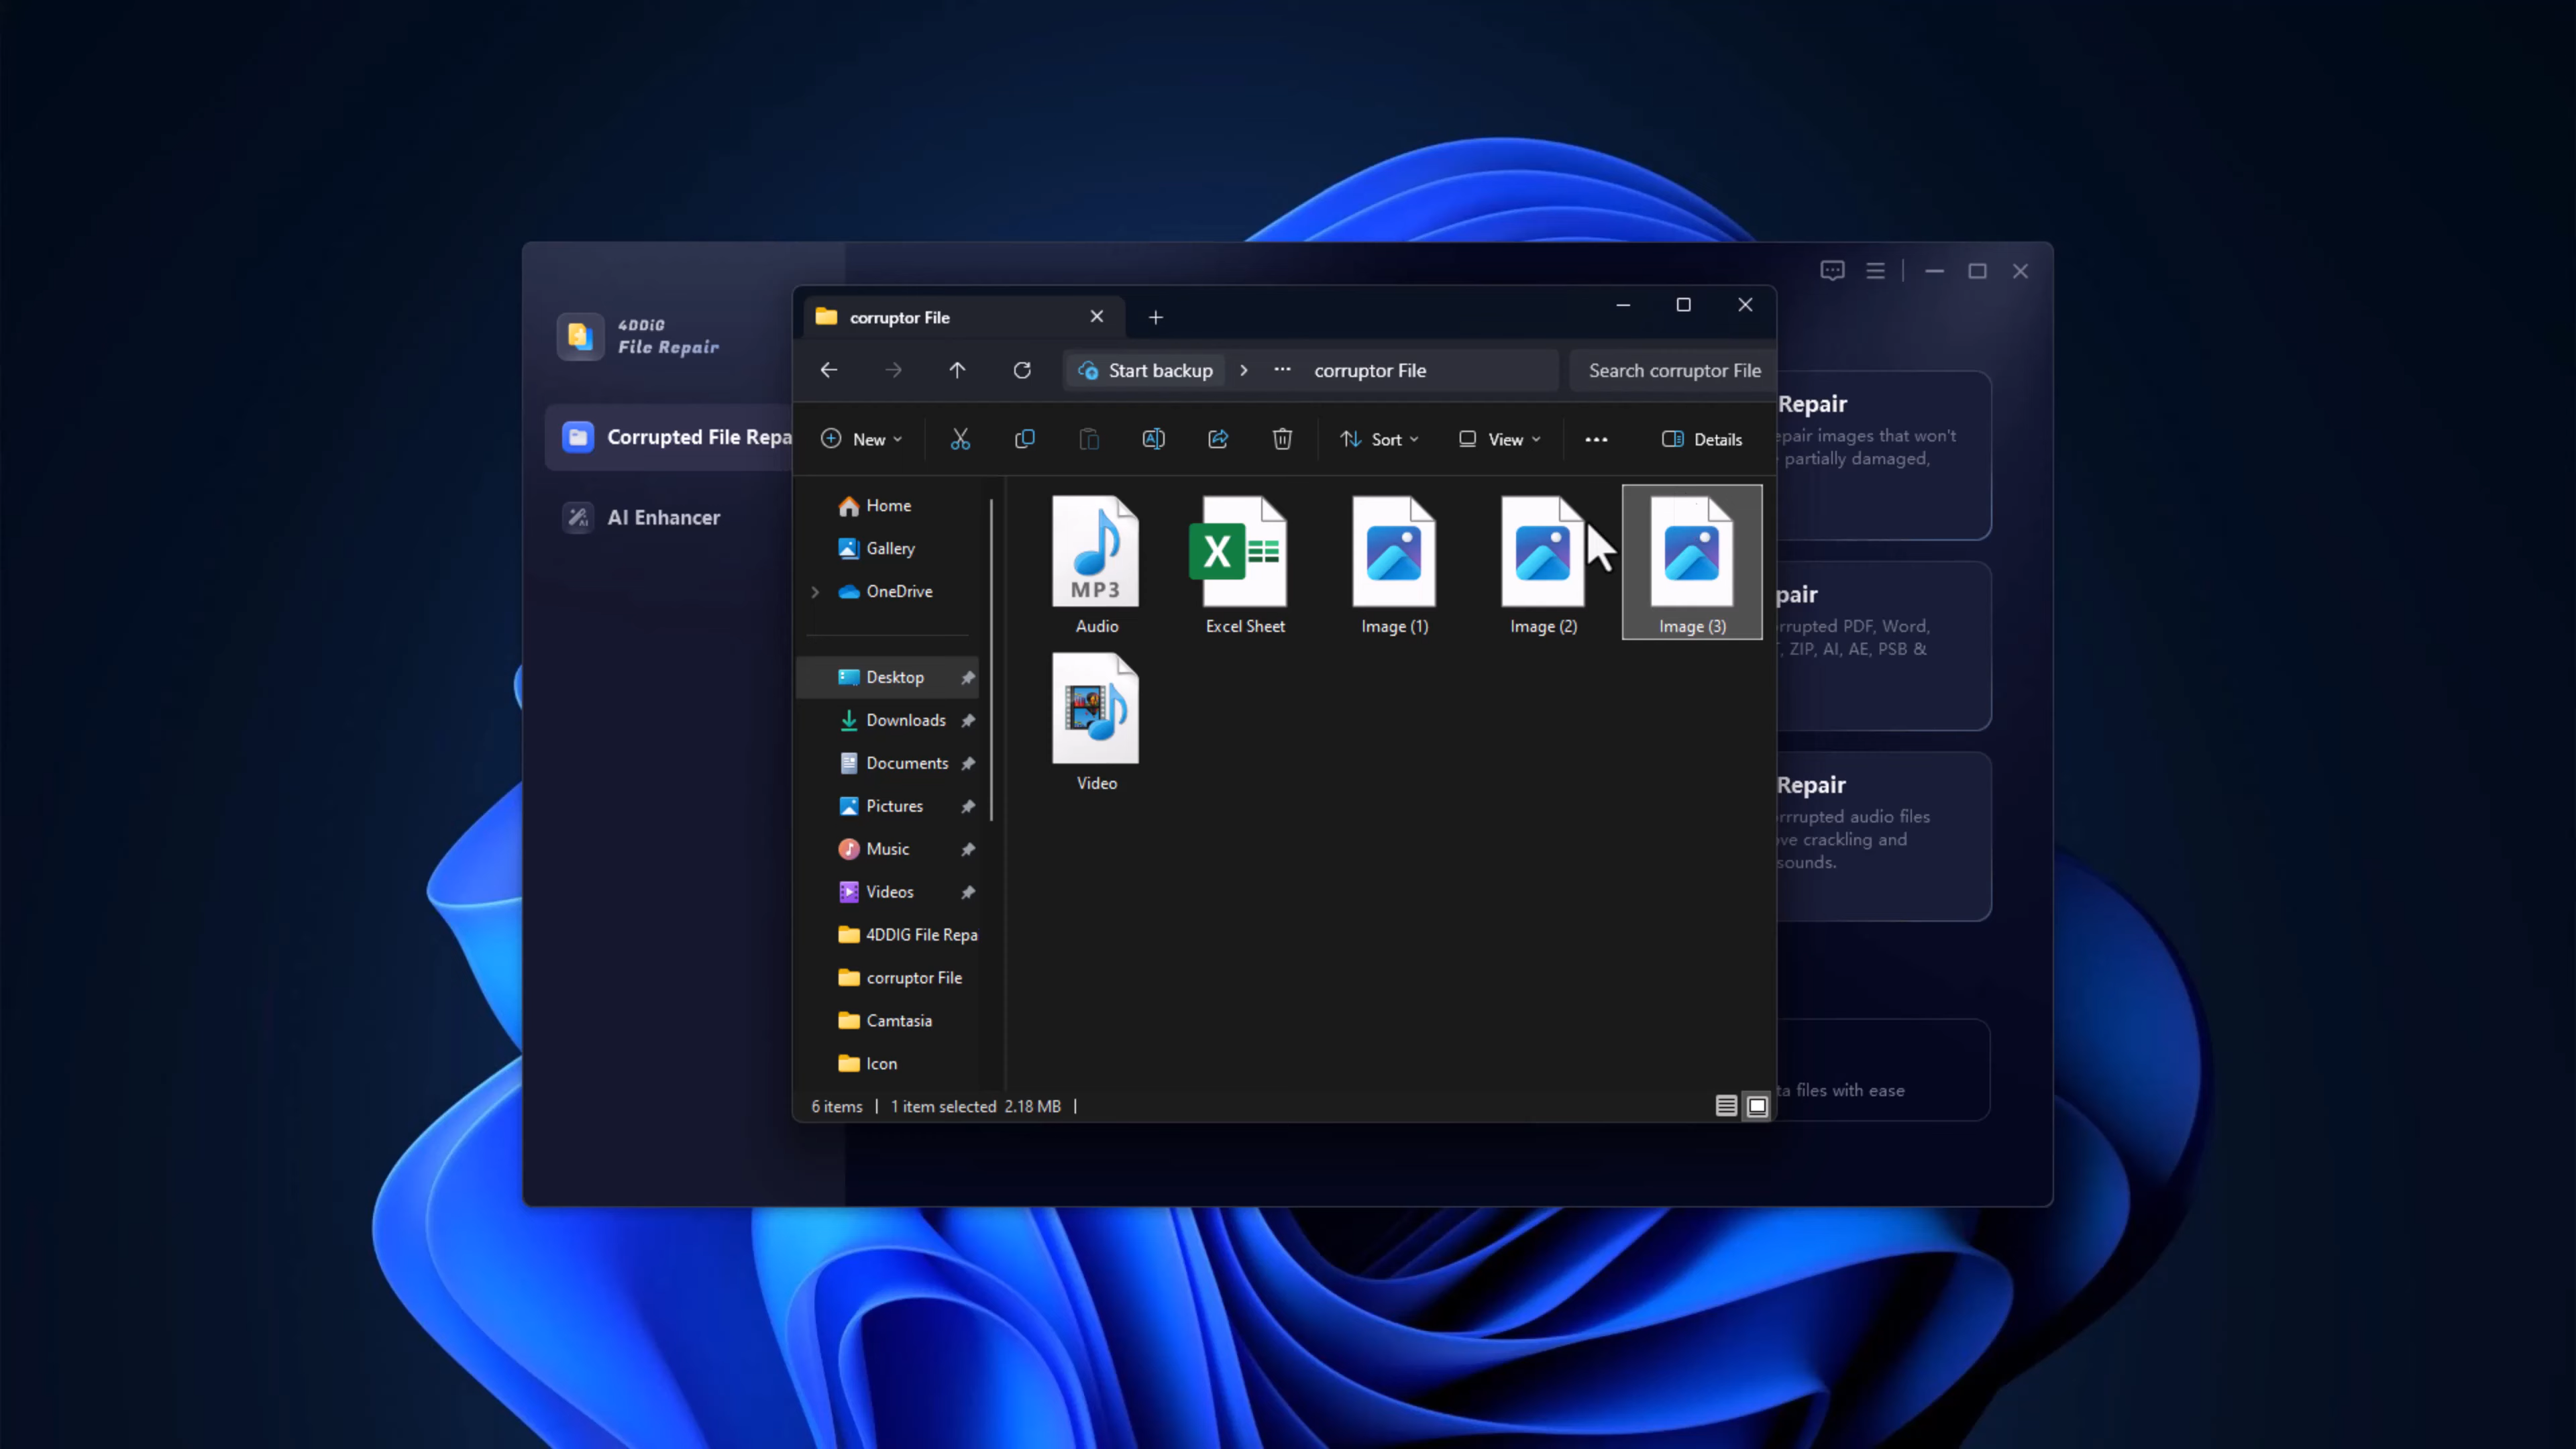 4DDiG
File Repair
Corrupted File Repa
AI Enhancer
corruptor File
Start backup
corruptor File
Search corruptor File
New
Sort
View
Details
Home
Gallery
OneDrive
Desktop
Downloads
Documents
Pictures
Music
Videos
4DDIG File Repa
corruptor File
Camtasia
Icon
MP3
Audio
Excel Sheet
Image (1)
Image (2)
Image (3)
Video
6 items
1 item selected 2.18 MB
Repair
epair images that won't
partially damaged,
pair
rrupted PDF, Word,
, ZIP, AI, AE, PSB &
Repair
rrrupted audio files
ve crackling and
sounds.
ta files with ease